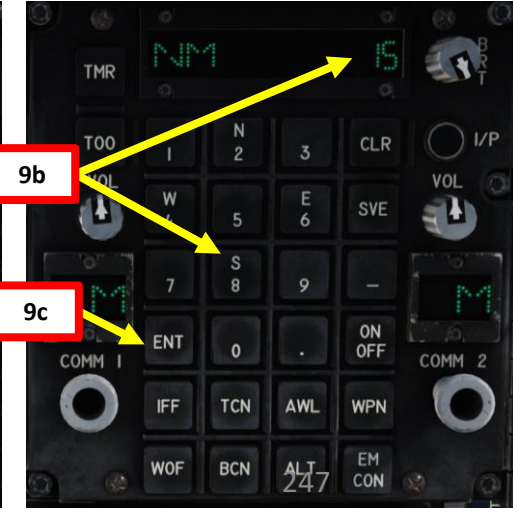 NM 15
BRT
TMR
TOO
1
N
2
3
CLR
I/P
9b
VOL
W
4
5
E
6
SVE
VOL
7
S
8
9
–
M
M
9c
ENT
0
.
ON
OFF
COMM 1
COMM 2
IFF
TCN
AWL
WPN
WOF
BCN
ALT
EM
CON
247